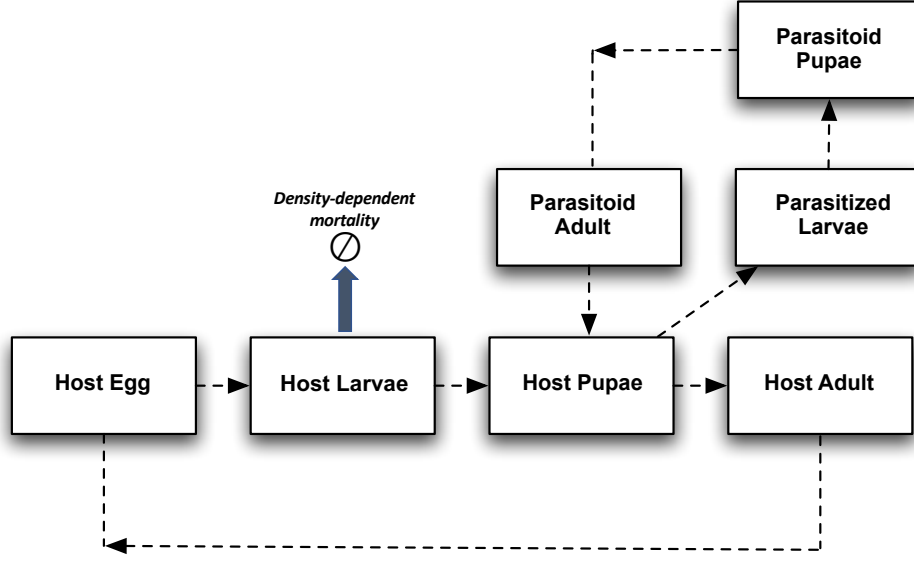 Parasitoid
Pupae
Density-dependent
mortality
Parasitoid
Adult
Parasitized
Larvae
Host Egg
Host Larvae
Host Pupae
Host Adult